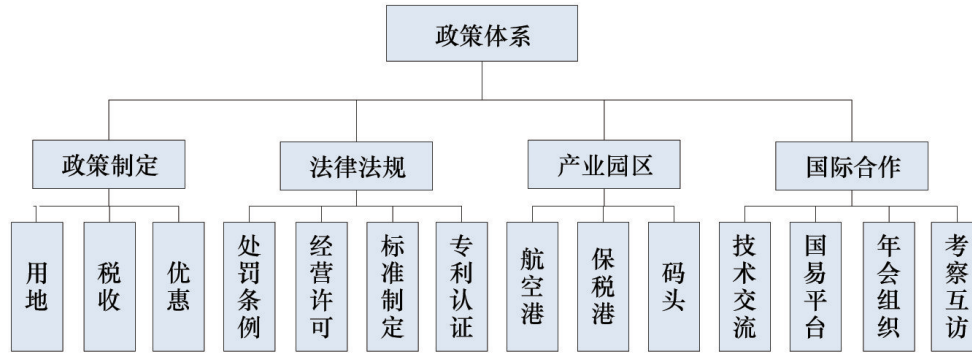 政策体系
政策制定
法律法规
产业园区
国际合作
用地
税收
优惠
处罚条例
经营许可
标准制定
专利认证
航空港
保税港
码头
技术交流
国易平台
年会组织
考察互访